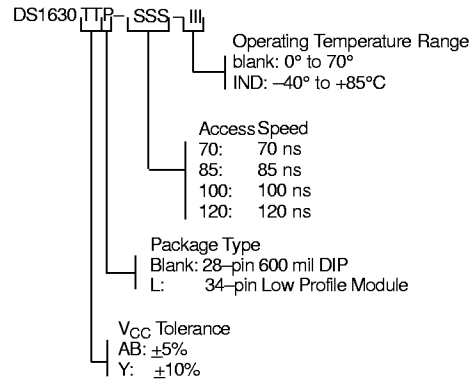 DS1630 TTP– SSS – III
Operating Temperature Range
blank: 0° to 70°
IND: –40° to +85°C
Access Speed
70: 70 ns
85: 85 ns
100: 100 ns
120: 120 ns
Package Type
Blank: 28–pin 600 mil DIP
L: 34–pin Low Profile Module
VCC Tolerance
AB: ±5%
Y: ±10%